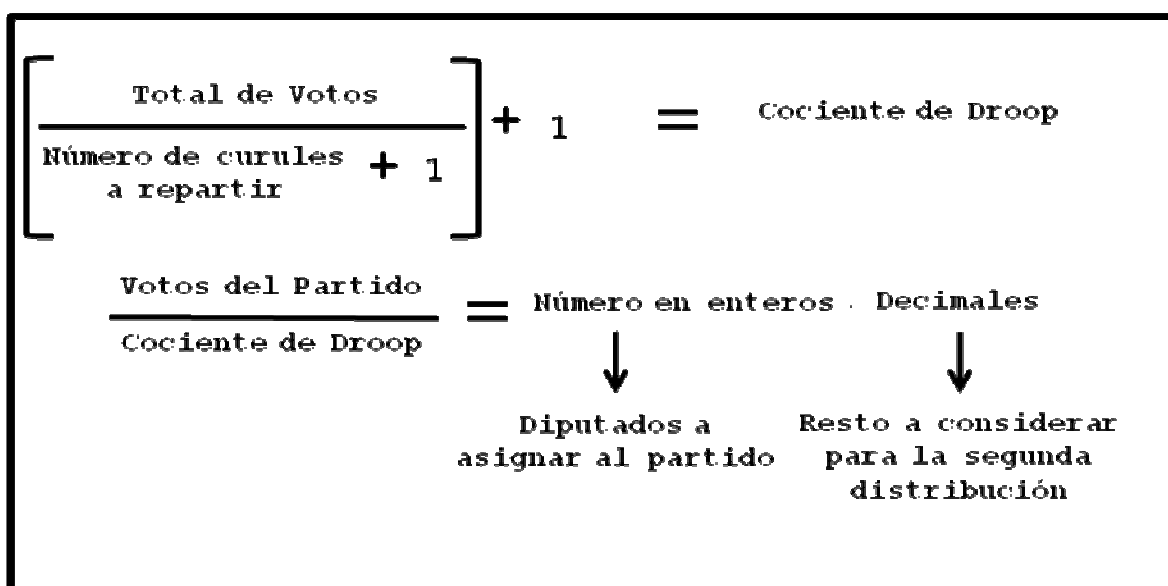 Total de Votos
Número de curules
a repartir
+ 1
+ 1 = Cociente de Droop
Votos del Partido
Cociente de Droop
= Número en enteros . Decimales
Diputados a
asignar al partido
Resto a considerar
para la segunda
distribución